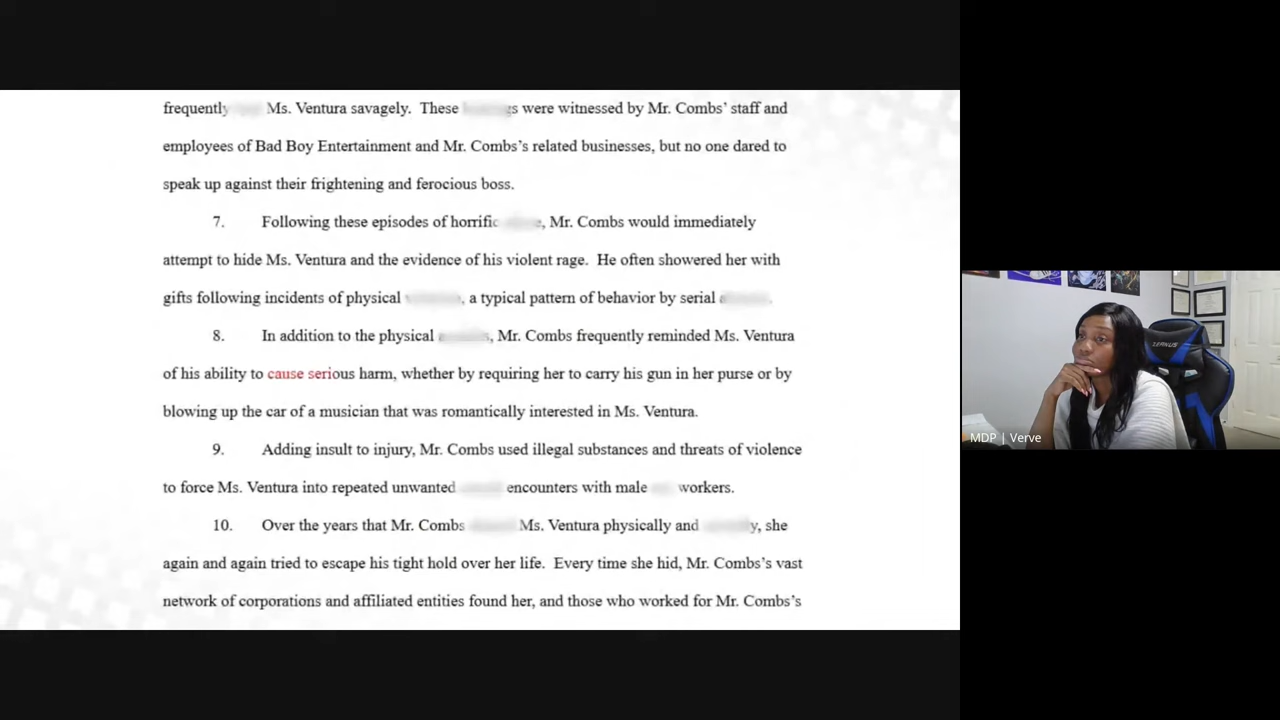 frequently Ms. Ventura savagely. These were witnessed by Mr. Combs' staff and
employees of Bad Boy Entertainment and Mr. Combs's related businesses, but no one dared to
speak up against their frightening and ferocious boss.
7. Following these episodes of horrific , Mr. Combs would immediately
attempt to hide Ms. Ventura and the evidence of his violent rage. He often showered her with
gifts following incidents of physical , a typical pattern of behavior by serial .
8. In addition to the physical , Mr. Combs frequently reminded Ms. Ventura
of his ability to cause serious harm, whether by requiring her to carry his gun in her purse or by
blowing up the car of a musician that was romantically interested in Ms. Ventura.
9. Adding insult to injury, Mr. Combs used illegal substances and threats of violence
to force Ms. Ventura into repeated unwanted encounters with male workers.
10. Over the years that Mr. Combs Ms. Ventura physically and , she
again and again tried to escape his tight hold over her life. Every time she hid, Mr. Combs's vast
network of corporations and affiliated entities found her, and those who worked for Mr. Combs's
ZERVUS
MDP | Verve